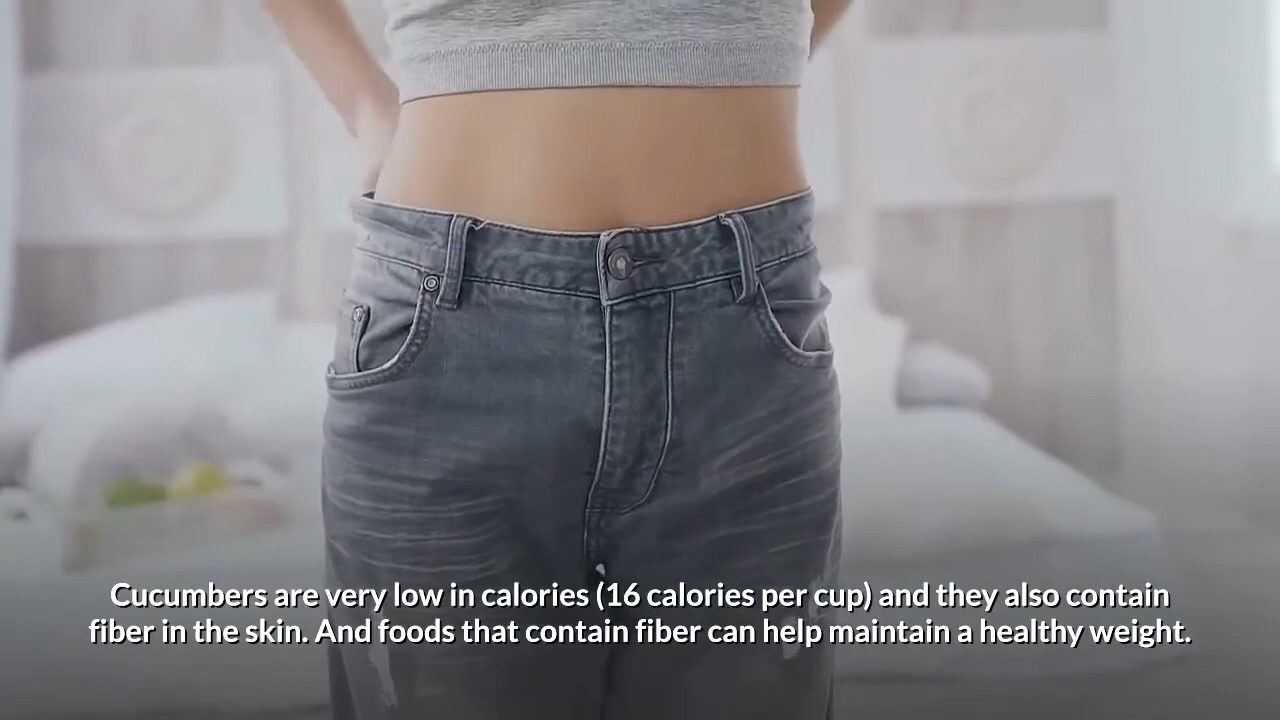 Cucumbers are very low in calories (16 calories per cup) and they also contain
fiber in the skin. And foods that contain fiber can help maintain a healthy weight.